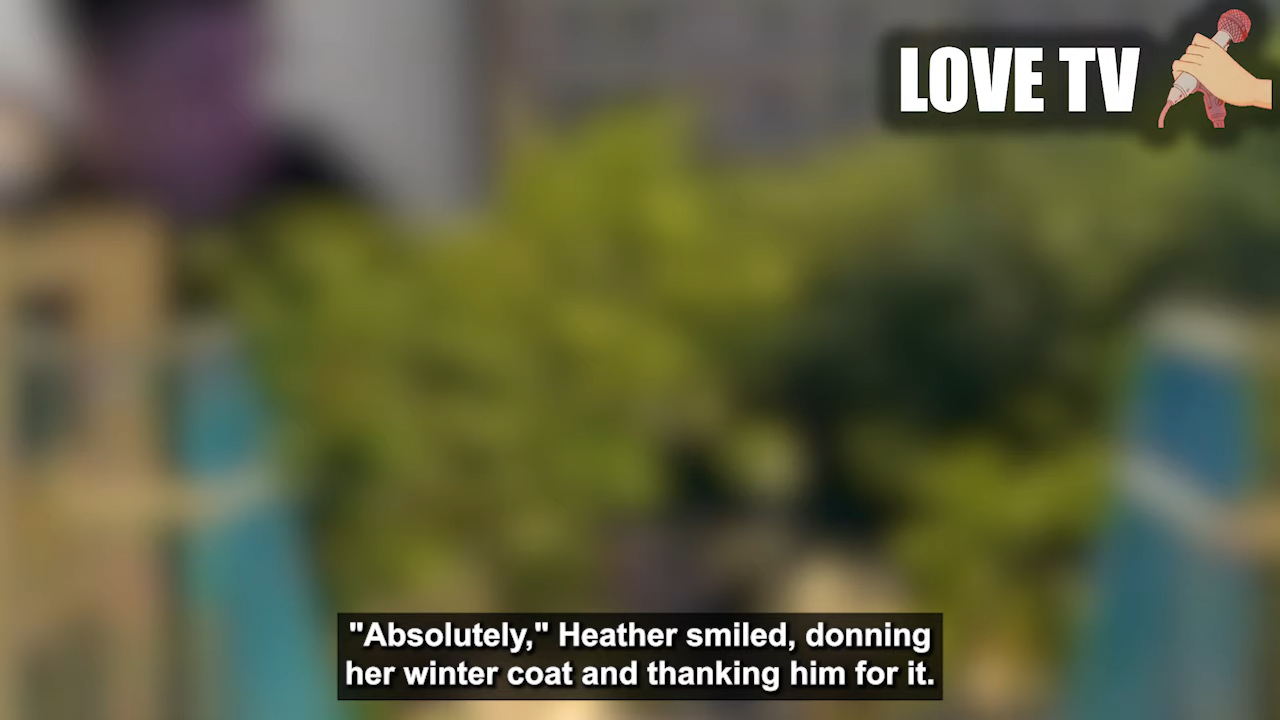 LOVE TV
"Absolutely," Heather smiled, donning
her winter coat and thanking him for it.